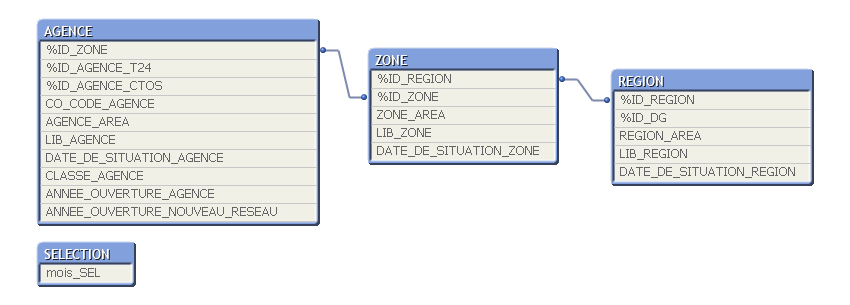 AGENCE
%ID_ZONE
%ID_AGENCE_T24
%ID_AGENCE_CTOS
CO_CODE_AGENCE
AGENCE_AREA
LIB_AGENCE
DATE_DE_SITUATION_AGENCE
CLASSE_AGENCE
ANNEE_OUVERTURE_AGENCE
ANNEE_OUVERTURE_NOUVEAU_RESEAU
ZONE
%ID_REGION
%ID_ZONE
ZONE_AREA
LIB_ZONE
DATE_DE_SITUATION_ZONE
REGION
%ID_REGION
%ID_DG
REGION_AREA
LIB_REGION
DATE_DE_SITUATION_REGION
SELECTION
mois_SEL